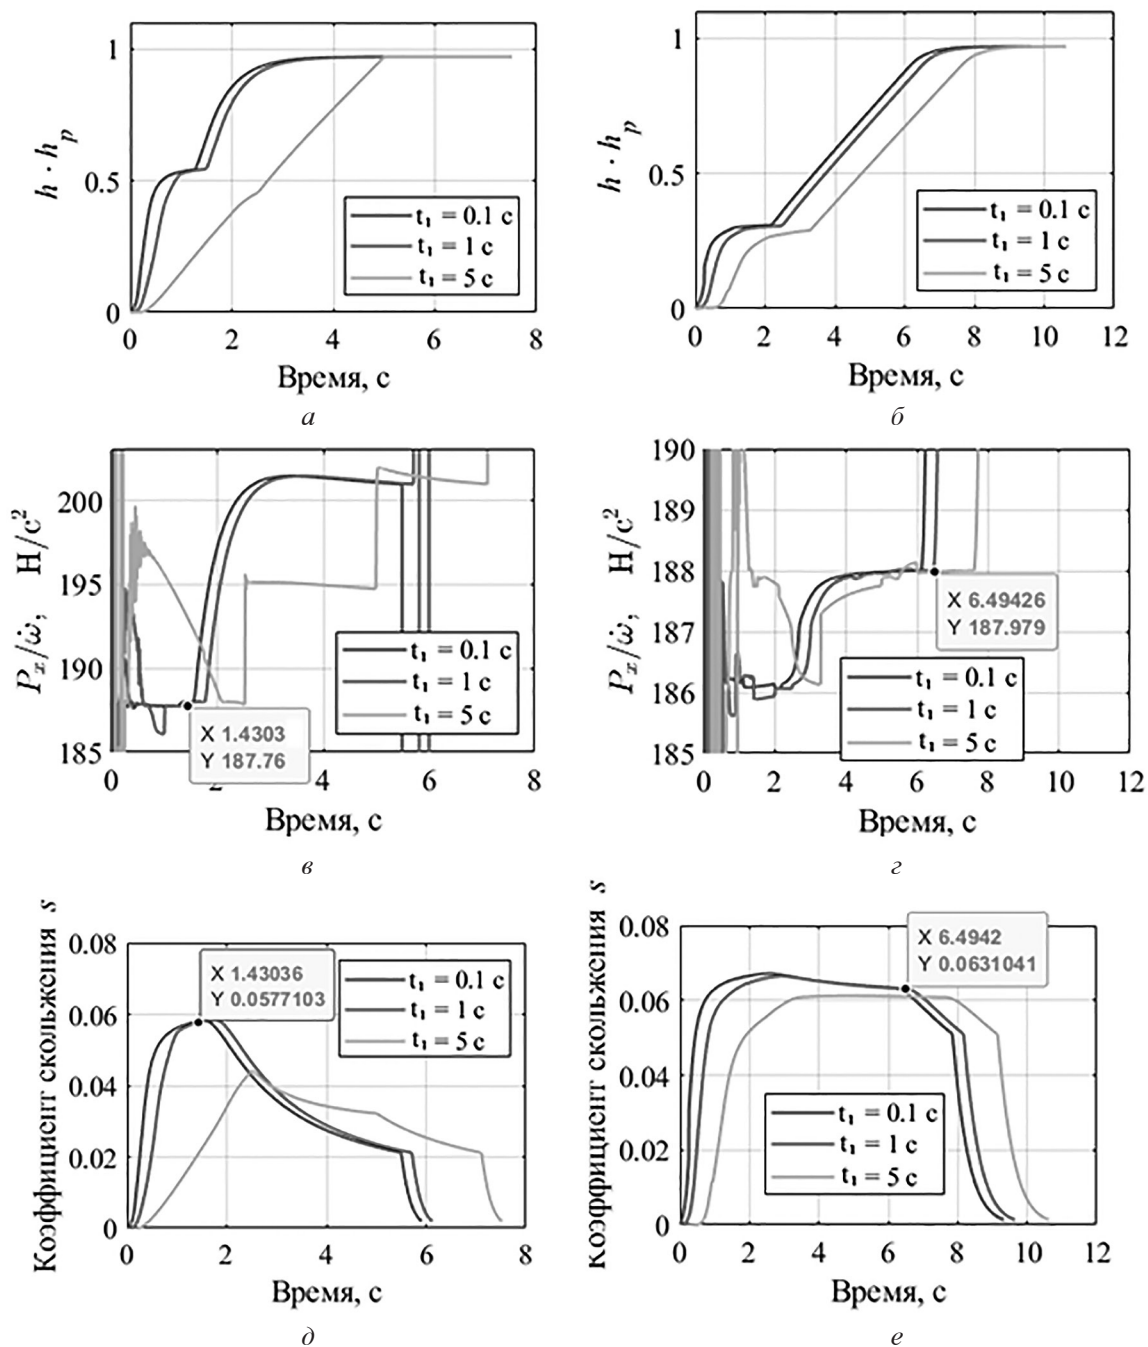 h · h_p
1
0.5
0
0 2 4 6 8
t₁ = 0.1 c
t₁ = 1 c
t₁ = 5 c
Время, с
а
h · h_p
1
0.5
0
0 2 4 6 8 10 12
t₁ = 0.1 c
t₁ = 1 c
t₁ = 5 c
Время, с
б
P_x/ω̇, Н/с²
200
195
190
185
0 2 4 6 8
t₁ = 0.1 c
t₁ = 1 c
t₁ = 5 c
X 1.4303
Y 187.76
Время, с
в
P_x/ω̇, Н/с²
190
189
188
187
186
185
0 2 4 6 8 10 12
X 6.49426
Y 187.979
t₁ = 0.1 c
t₁ = 1 c
t₁ = 5 c
Время, с
г
Коэффициент скольжения s
0.08
0.06
0.04
0.02
0
0 2 4 6 8
X 1.43036
Y 0.0577103
t₁ = 0.1 c
t₁ = 1 c
t₁ = 5 c
Время, с
д
Коэффициент скольжения s
0.08
0.06
0.04
0.02
0
0 2 4 6 8 10 12
X 6.4942
Y 0.0631041
t₁ = 0.1 c
t₁ = 1 c
t₁ = 5 c
Время, с
е